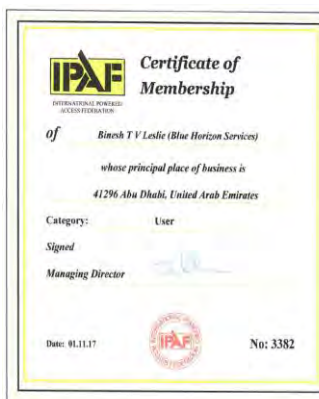 IPAF
INTERNATIONAL POWERED
ACCESS FEDERATION
Certificate of
Membership
of
Binesh T V Leslie (Blue Horizon Services)
whose principal place of business is
41296 Abu Dhabi, United Arab Emirates
Category: User
Signed
Managing Director
IPAF
Date: 01.11.17
No: 3382